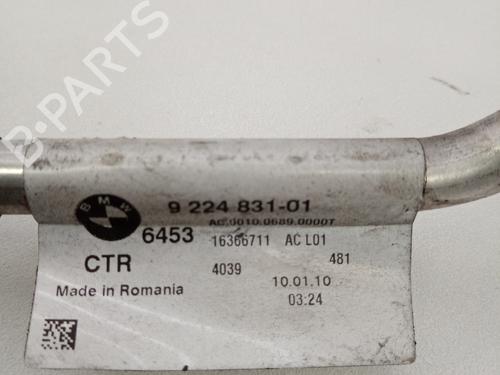 B-PARTS
BMW
9 224 831-01
AC.0010.0689.00007
6453 16366711 AC L01
CTR 4039 481
Made in Romania 10.01.10
03:24